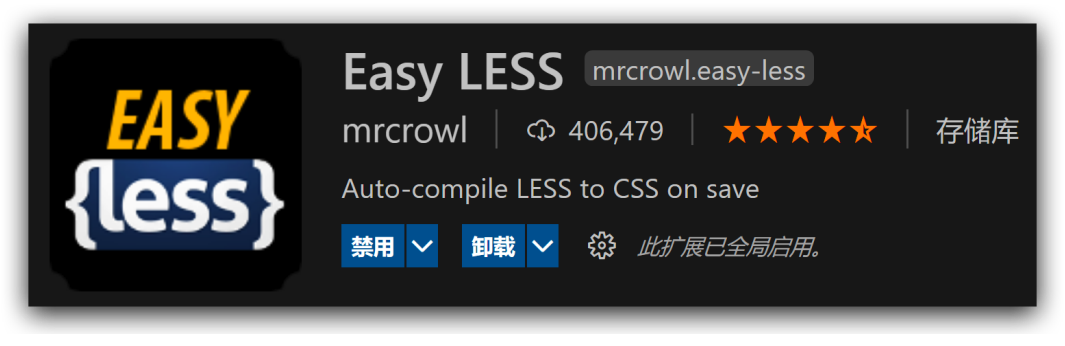 EASY
{less}
Easy LESS mrcrowl.easy-less
mrcrowl 406,479 存储库
Auto-compile LESS to CSS on save
禁用 卸载 此扩展已全局启用。